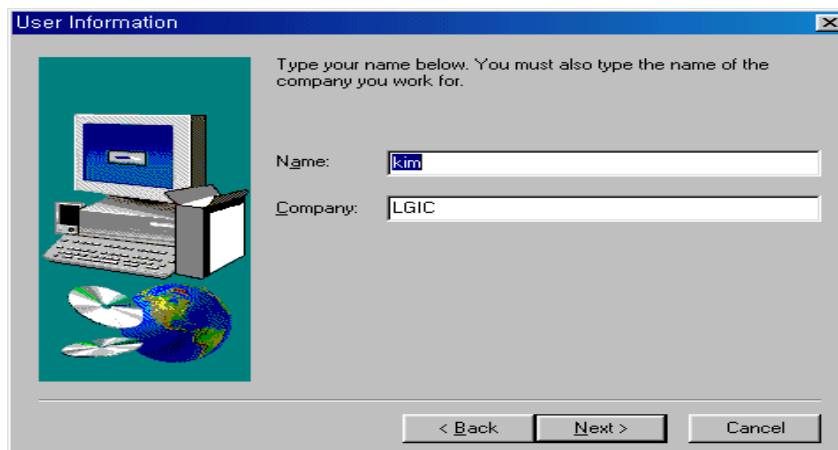 User Information
Type your name below. You must also type the name of the
company you work for.
Name:
kim
Company:
LGIC
< Back
Next >
Cancel